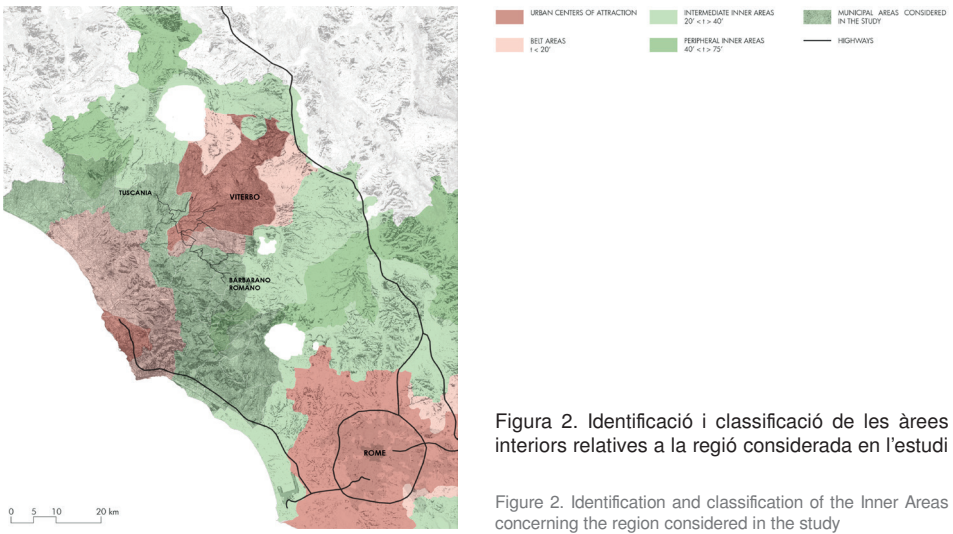 URBAN CENTERS OF ATTRACTION
BELT AREAS
t < 20'
INTERMEDIATE INNER AREAS
20' < t > 40'
PERIPHERAL INNER AREAS
40' < t > 75'
MUNICIPAL AREAS CONSIDERED
IN THE STUDY
HIGHWAYS
TUSCANIA
VITERBO
BARBARANO
ROMANO
ROME
0 5 10 20 km
Figura 2. Identificació i classificació de les àrees
interiors relatives a la regió considerada en l'estudi
Figure 2. Identification and classification of the Inner Areas
concerning the region considered in the study